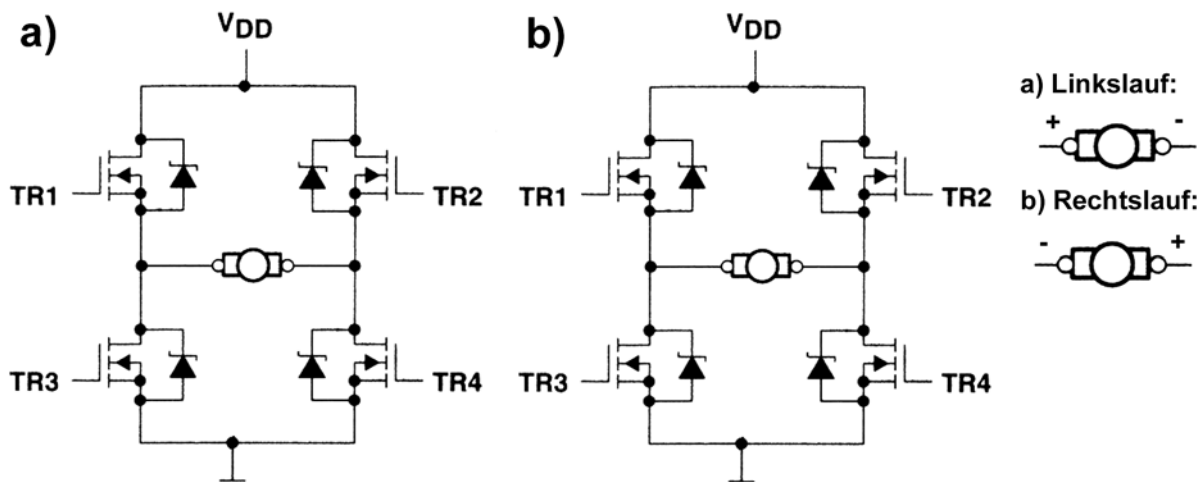 a)
VDD
TR1
TR2
TR3
TR4
b)
VDD
TR1
TR2
TR3
TR4
a) Linkslauf:
+ -
b) Rechtslauf:
- +